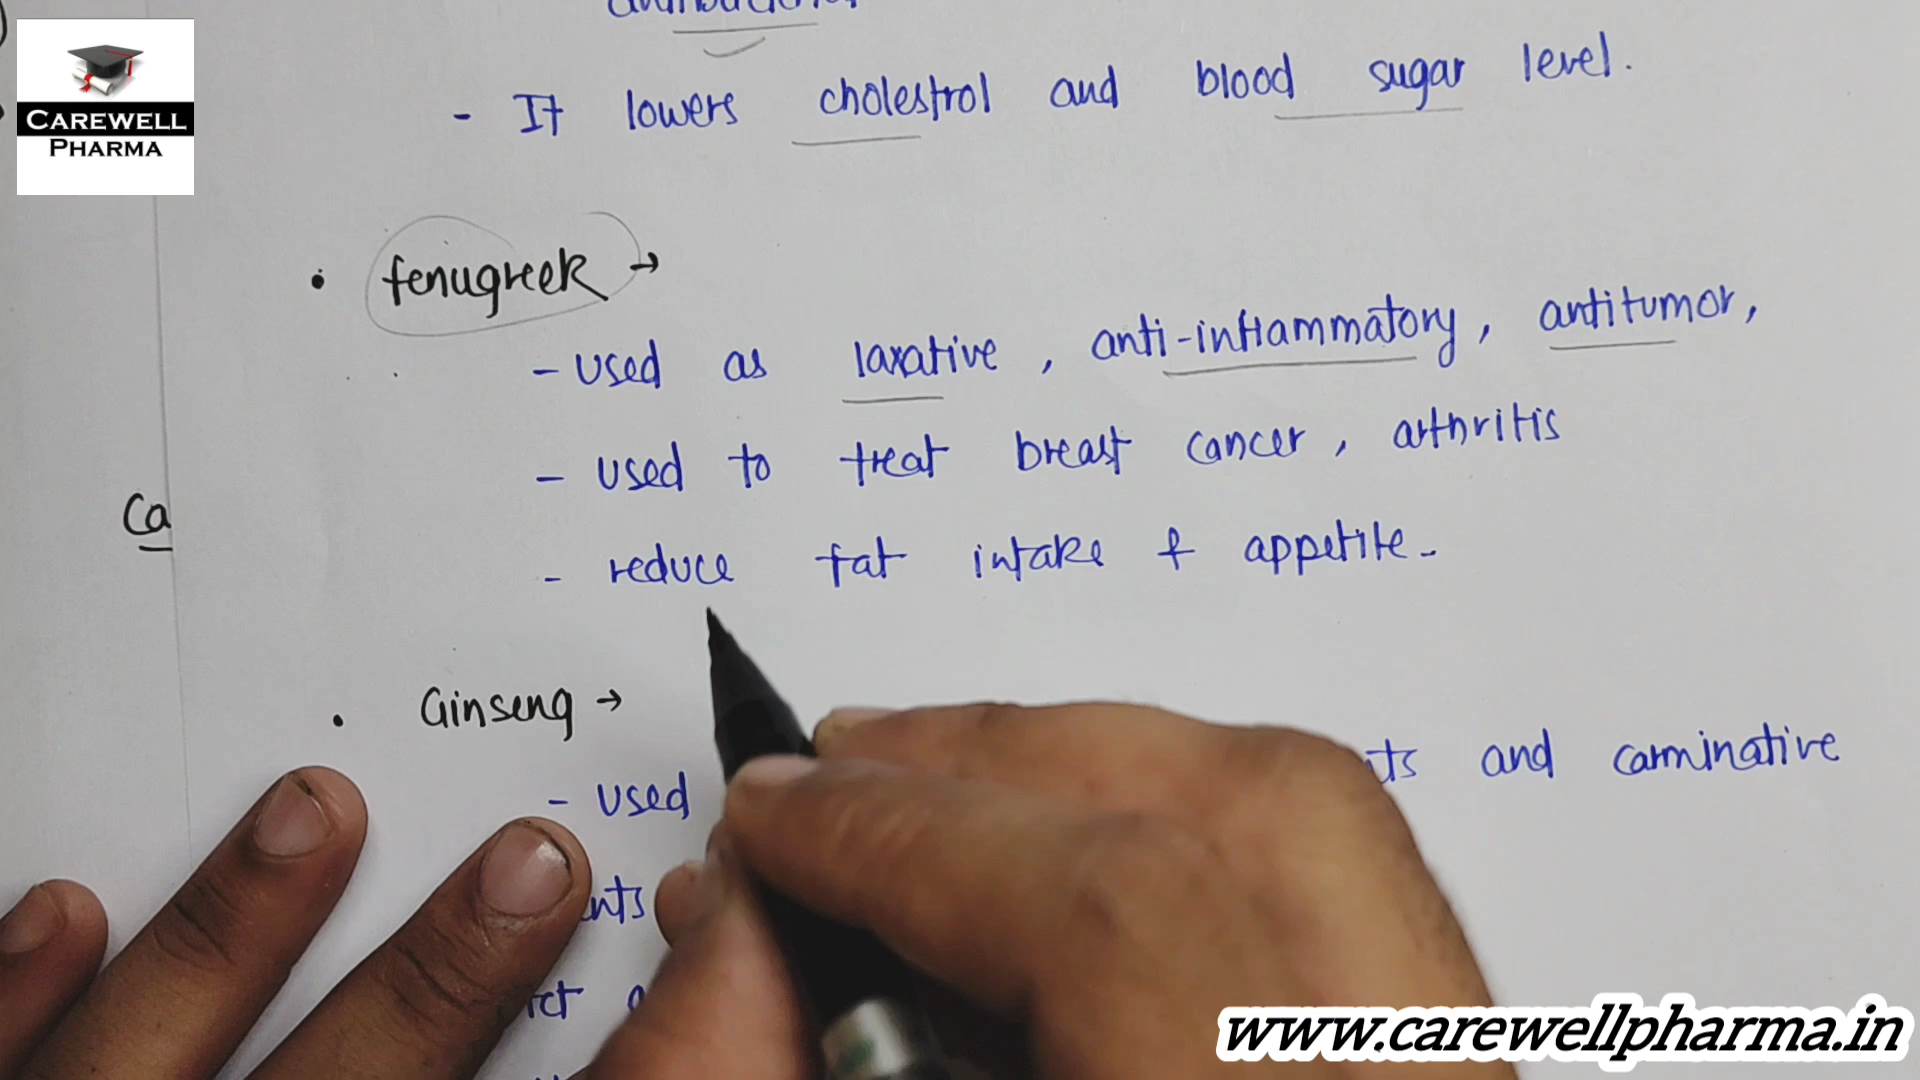 CAREWELL
PHARMA
- It lowers cholestrol and blood sugar level.
• fenugreek →
- used as laxative, anti-inflammatory, antitumor,
- used to treat breast cancer, arthritis
Ca
- reduce fat intake & appetite.
• Ginseng →
- used and carminative
www.carewellpharma.in